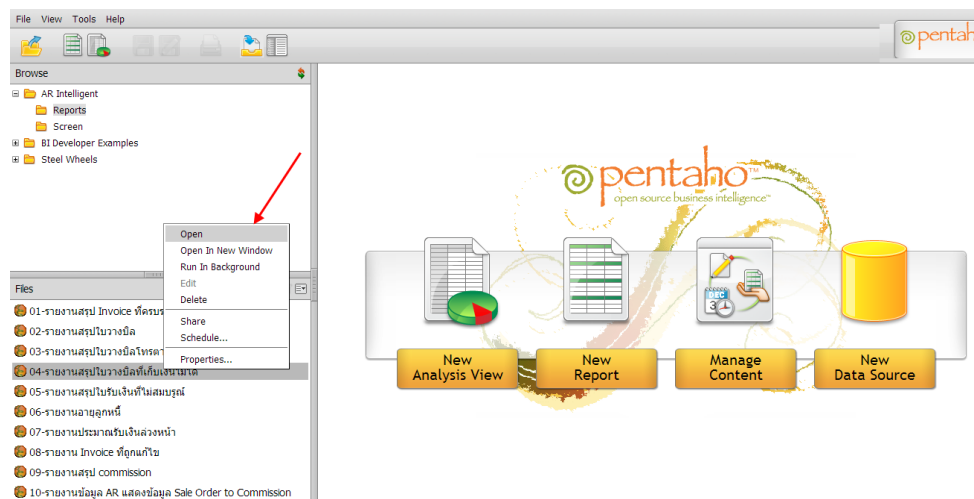 File View Tools Help
pentah
Browse
AR Intelligent
Reports
Screen
BI Developer Examples
Steel Wheels
Open
Open In New Window
Run In Background
Edit
Delete
Share
Schedule...
Properties...
Files
01-รายงานสรุป Invoice ที่ครบ
02-รายงานสรุปใบวางบิล
03-รายงานสรุปใบวางบิลโทรตา
04-รายงานสรุปใบวางบิลที่เก็บเงินไม่ได้
05-รายงานสรุปใบรับเงินที่ไม่สมบูรณ์
06-รายงานอายุลูกหนี้
07-รายงานประมาณรับเงินล่วงหน้า
08-รายงาน Invoice ที่ถูกแก้ไข
09-รายงานสรุป commission
10-รายงานข้อมูล AR แสดงข้อมูล Sale Order to Commission
pentaho™
open source business intelligence™
DEC
3
New
Analysis View
New
Report
Manage
Content
New
Data Source